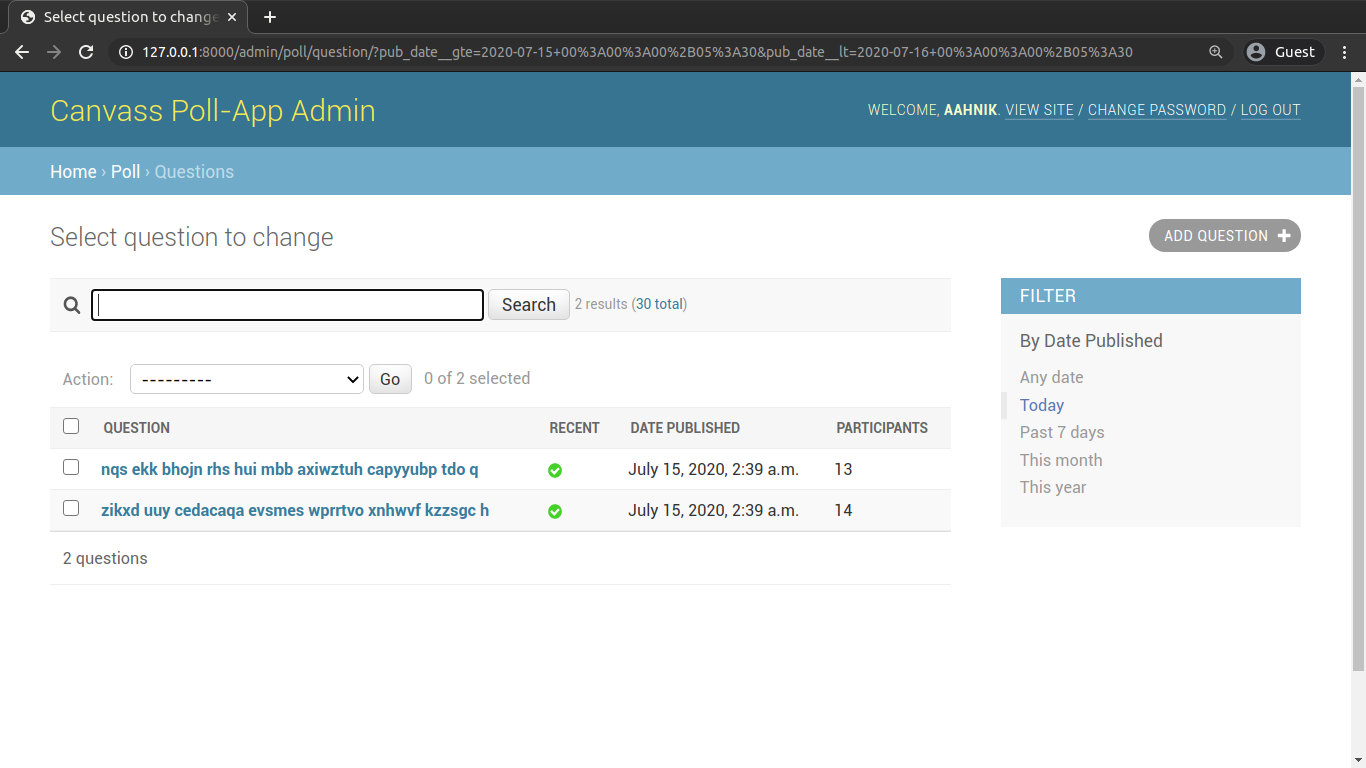 Select question to change
127.0.0.1:8000/admin/poll/question/?pub_date__gte=2020-07-15+00%3A00%3A00%2B05%3A30&pub_date__lt=2020-07-16+00%3A00%3A00%2B05%3A30
Guest
Canvass Poll-App Admin
WELCOME, AAHNIK. VIEW SITE / CHANGE PASSWORD / LOG OUT
Home › Poll › Questions
Select question to change
ADD QUESTION
Search
2 results (30 total)
Action:
---------
Go
0 of 2 selected
QUESTION RECENT DATE PUBLISHED PARTICIPANTS
nqs ekk bhojn rhs hui mbb axiwztuh capyyubp tdo q July 15, 2020, 2:39 a.m. 13
zikxd uuy cedacaqa evsmes wprrtvo xnhwvf kzzsgc h July 15, 2020, 2:39 a.m. 14
2 questions
FILTER
By Date Published
Any date
Today
Past 7 days
This month
This year